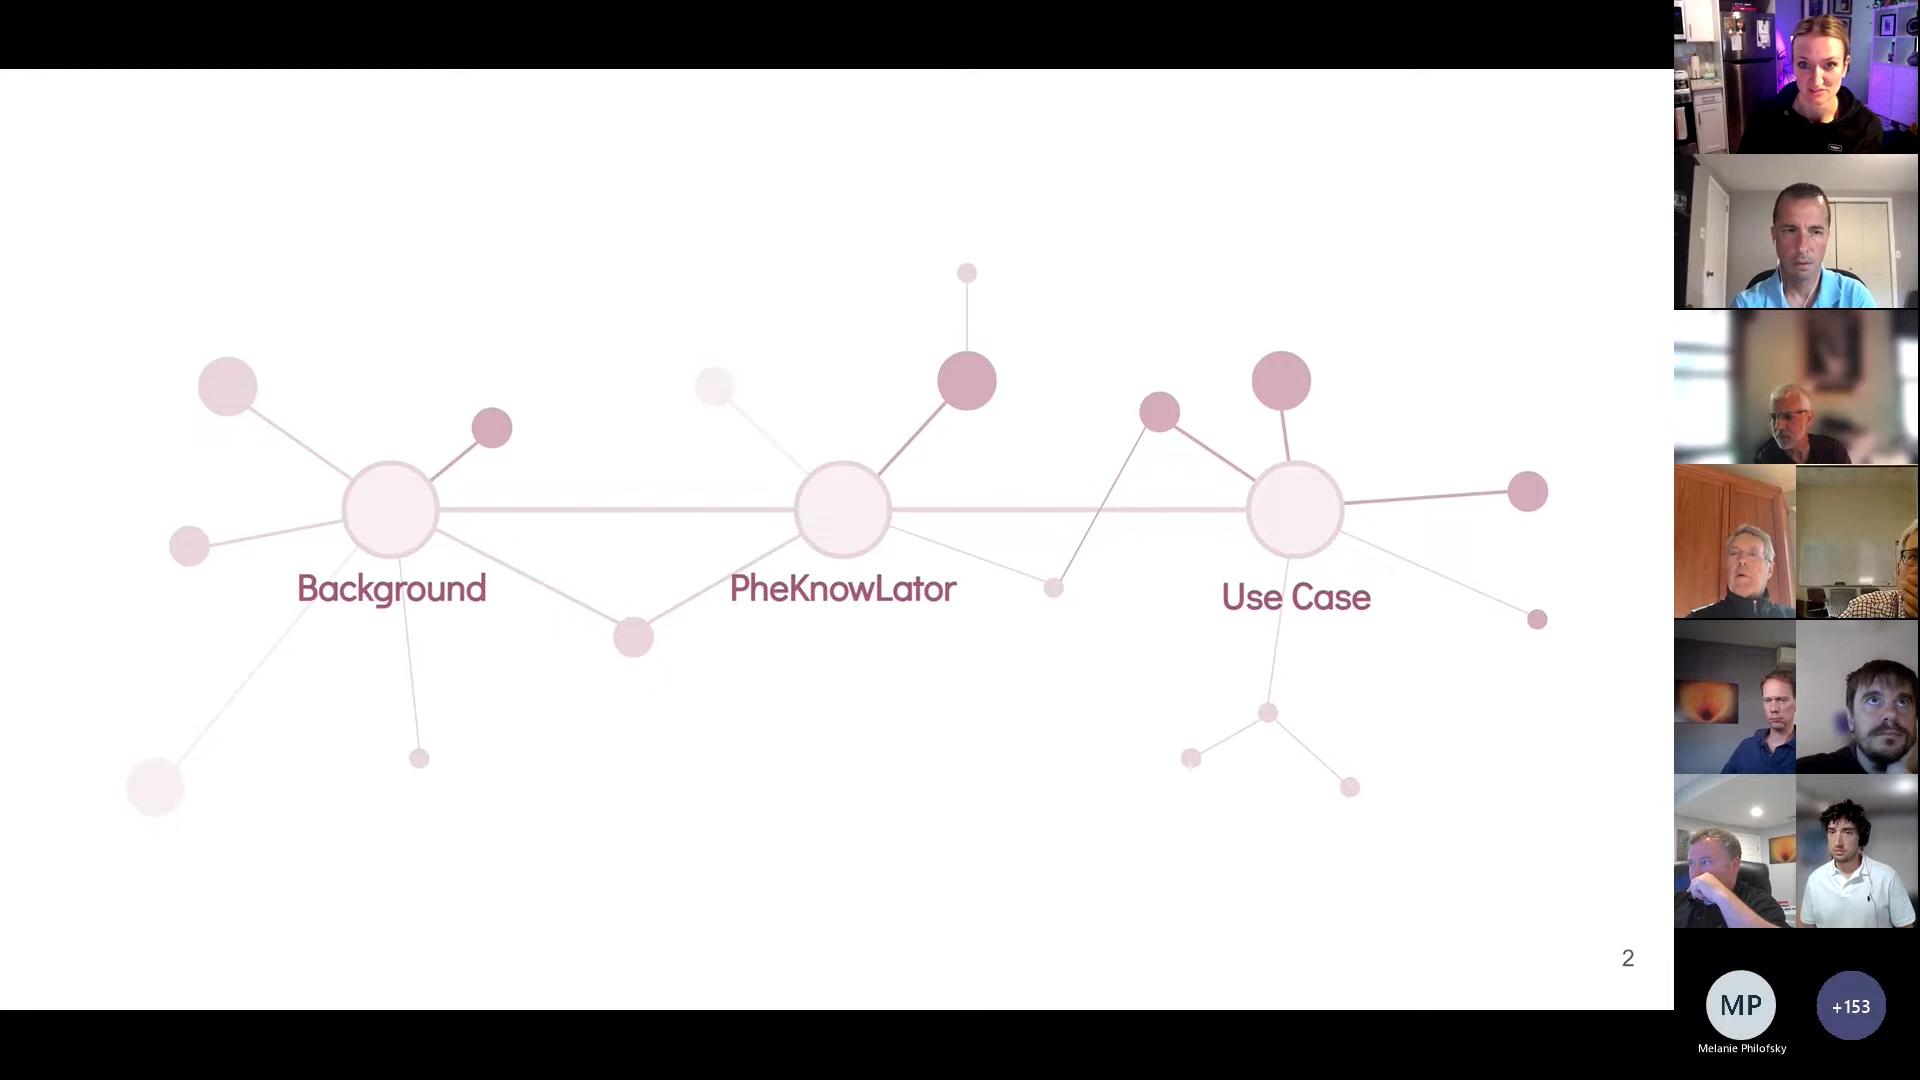 Background
PheKnowLator
Use Case
2
MP
+153
Melanie Philofsky